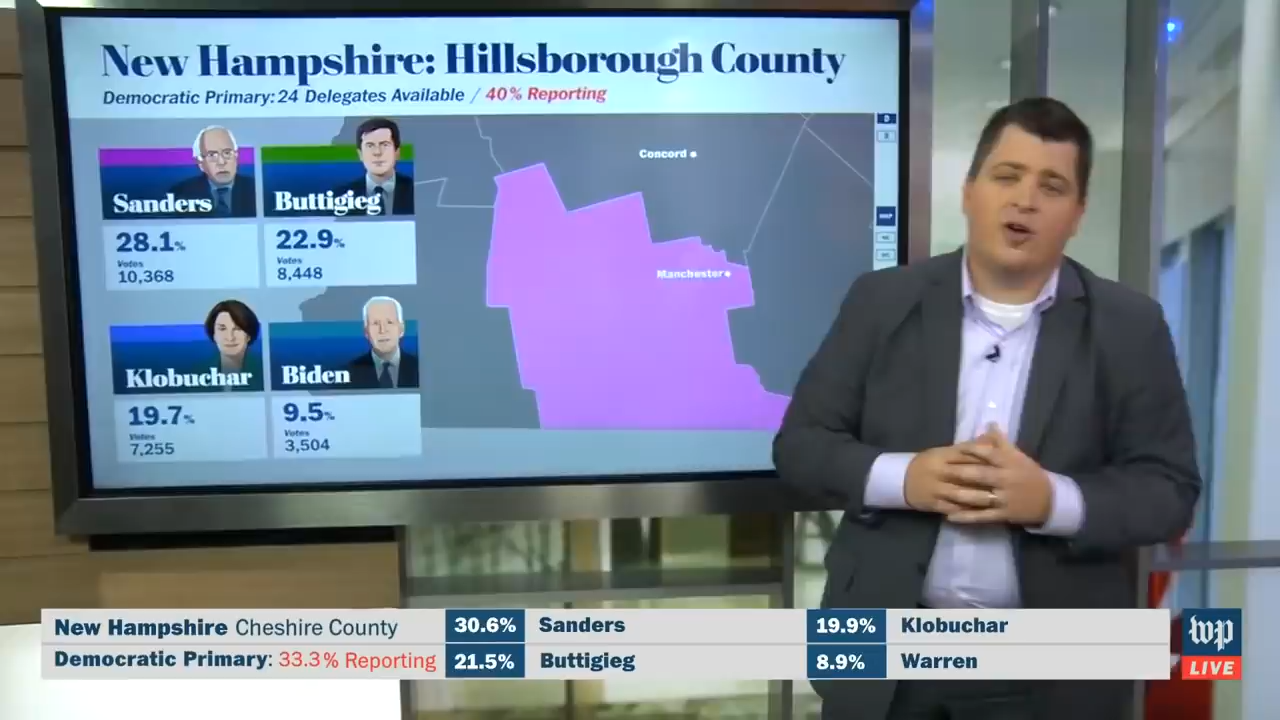 New Hampshire: Hillsborough County
Democratic Primary: 24 Delegates Available / 40% Reporting
Concord
Sanders
28.1%
Votes
10,368
Buttigieg
22.9%
Votes
8,448
Manchester
Klobuchar
19.7%
Votes
7,255
Biden
9.5%
Votes
3,504
New Hampshire Cheshire County
Democratic Primary: 33.3% Reporting
30.6% Sanders
21.5% Buttigieg
19.9% Klobuchar
8.9% Warren
wp
LIVE